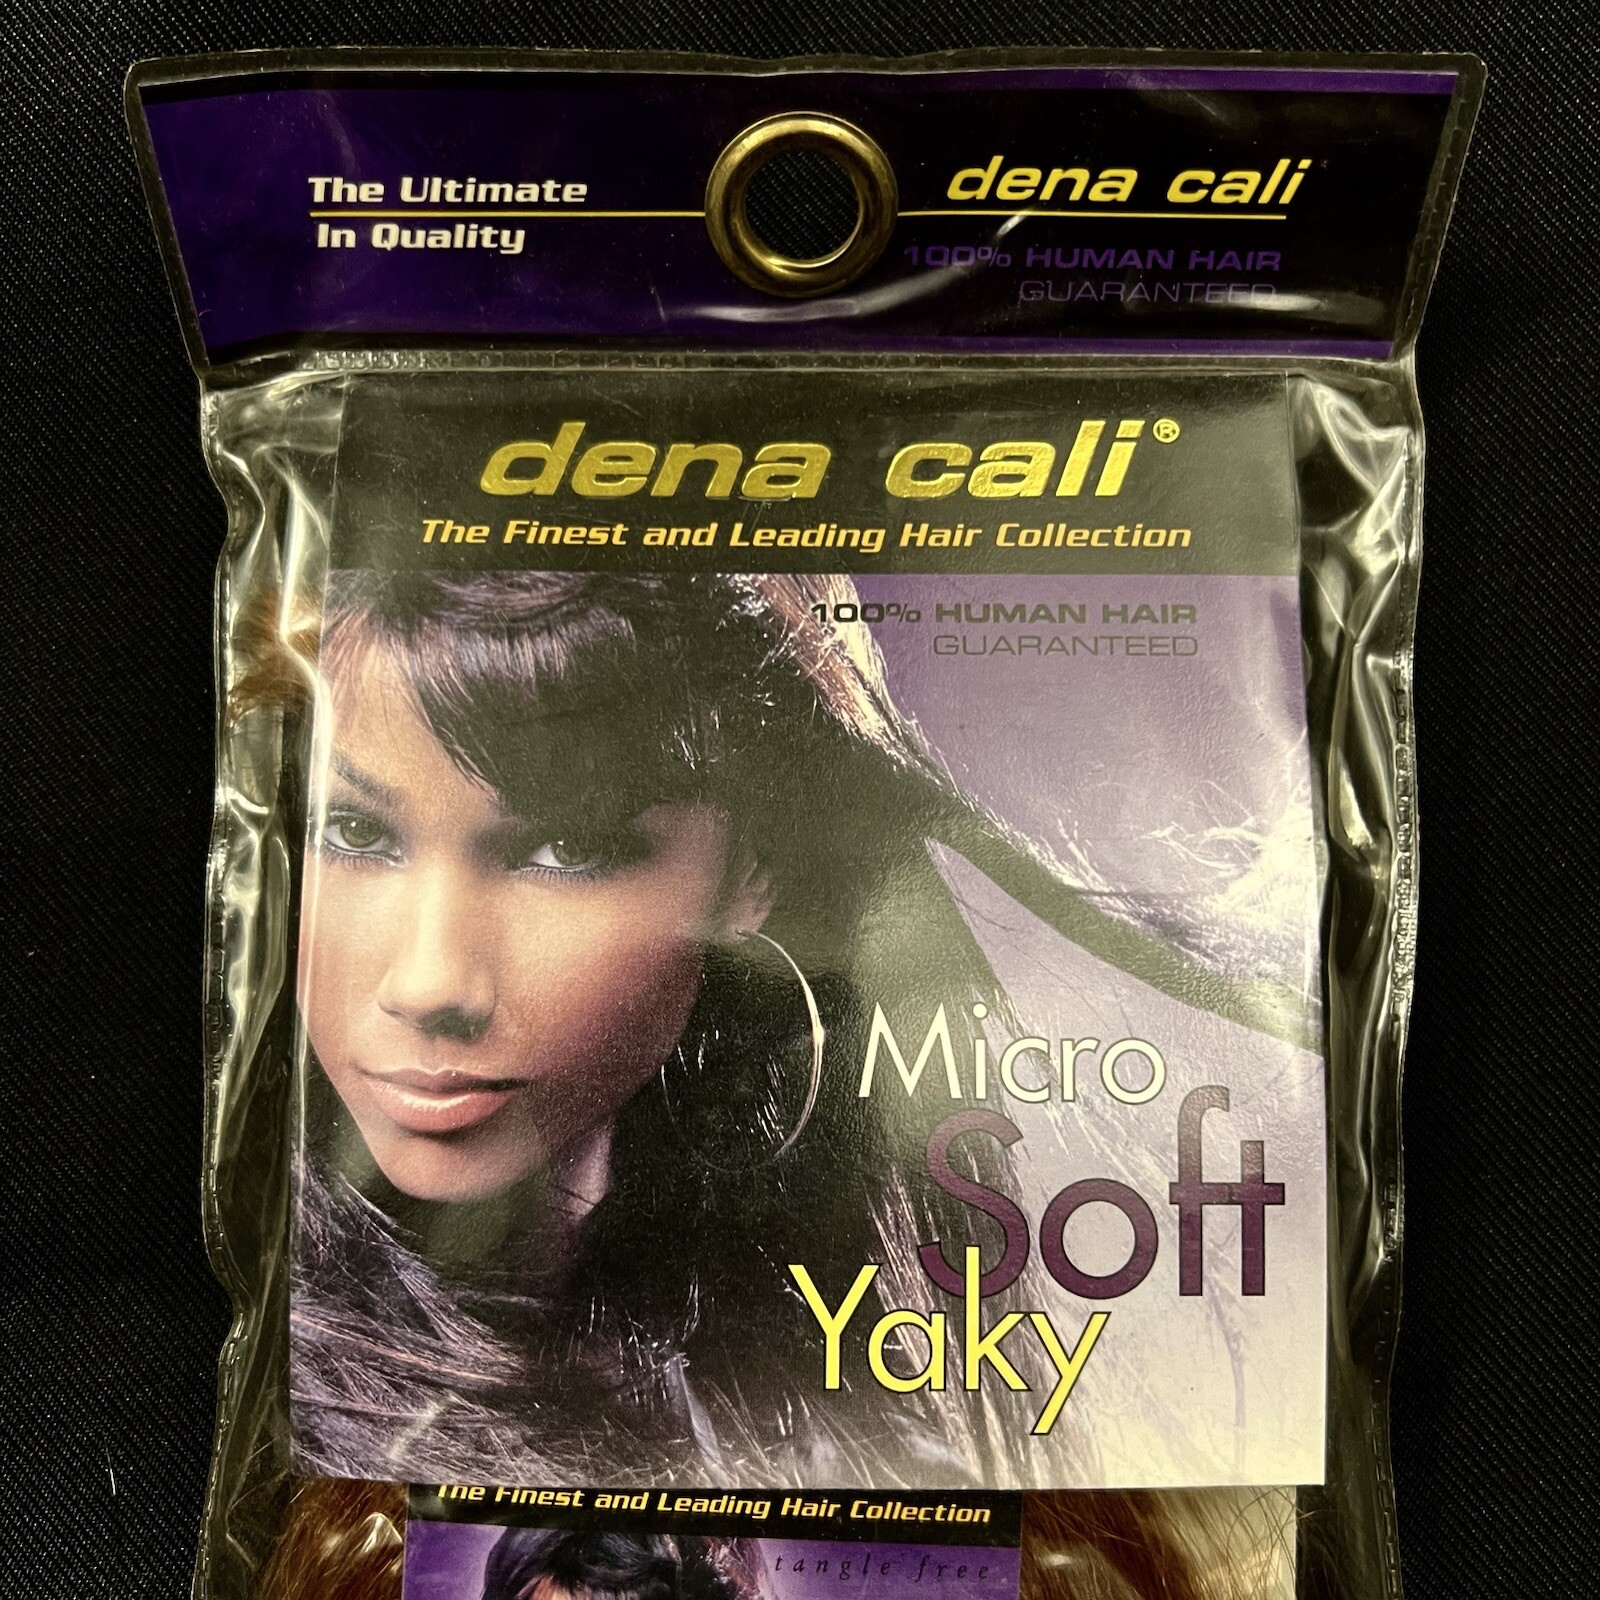 The Ultimate
In Quality
dena cali
100% HUMAN HAIR
GUARANTEED
dena cali®
The Finest and Leading Hair Collection
100% HUMAN HAIR
GUARANTEED
Micro
Soft
Yaky
The Finest and Leading Hair Collection
tangle free